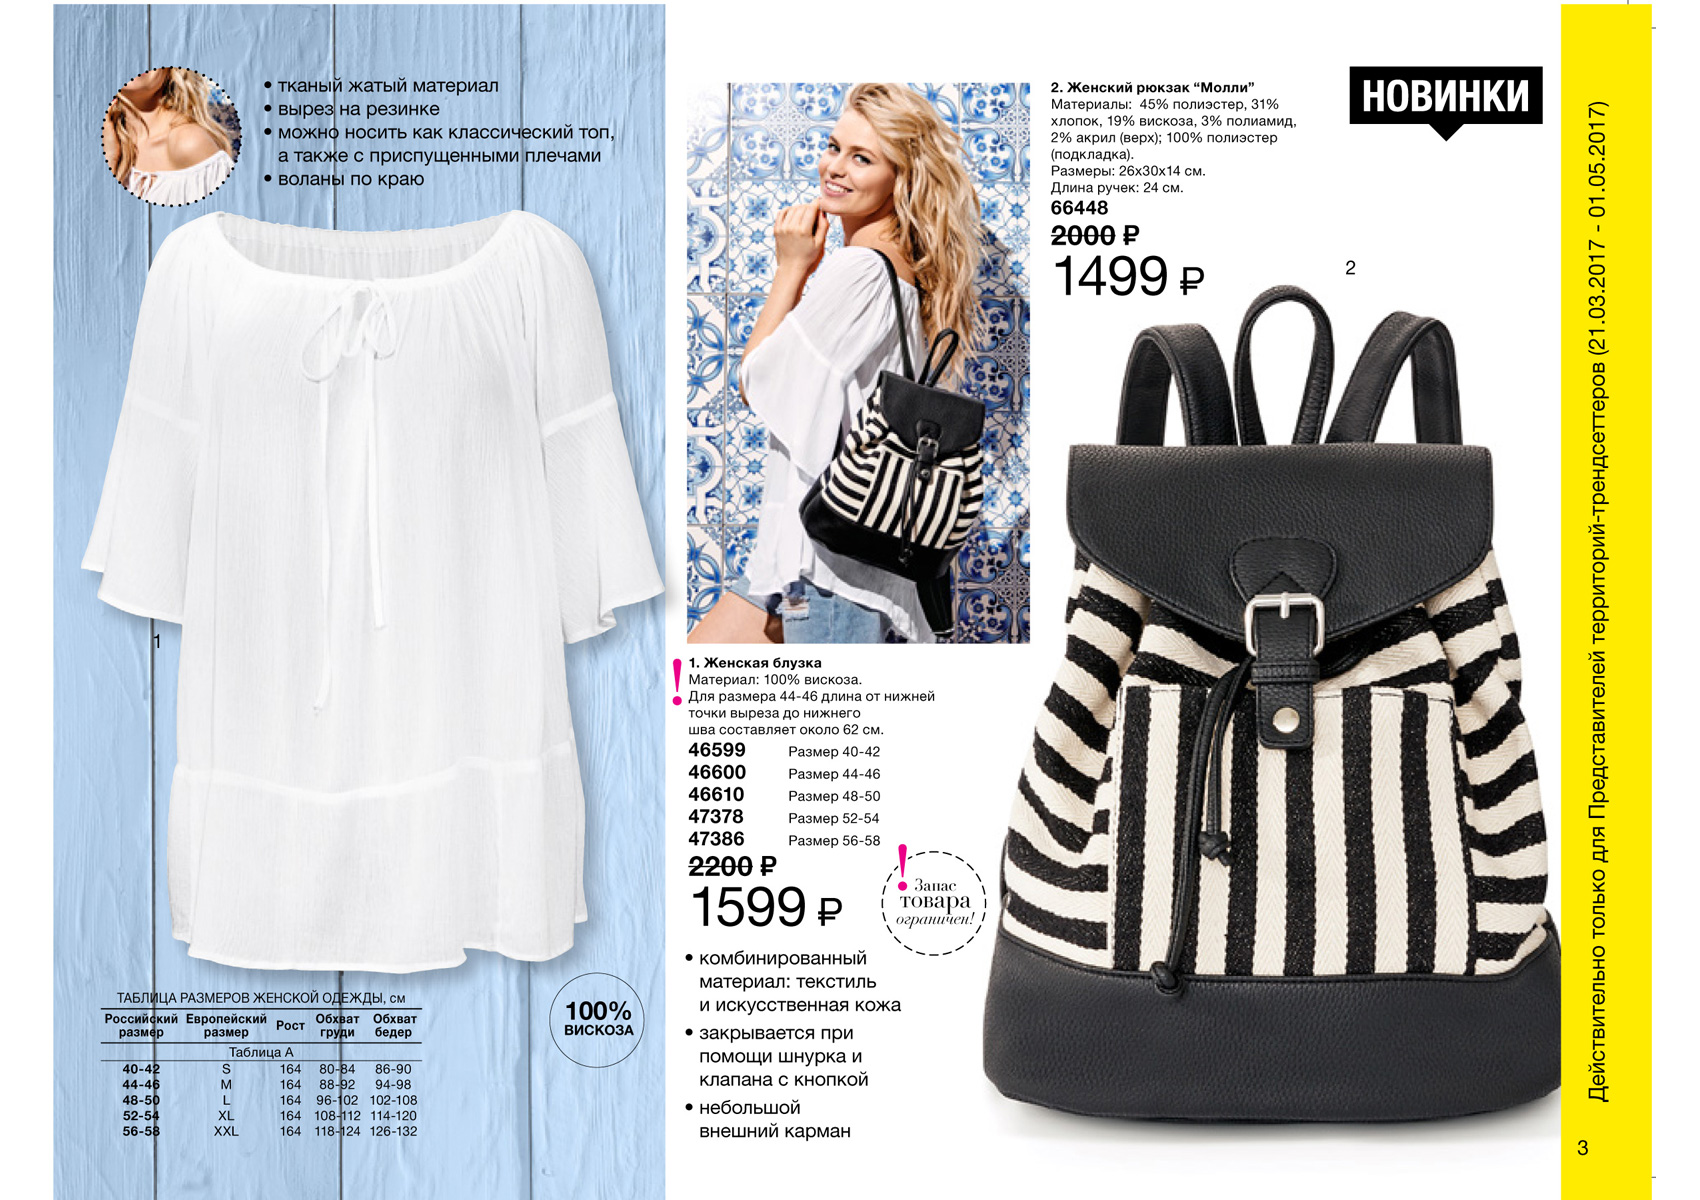 • тканый жатый материал
• вырез на резинке
• можно носить как классический топ,
а также с приспущенными плечами
• воланы по краю
1
ТАБЛИЦА РАЗМЕРОВ ЖЕНСКОЙ ОДЕЖДЫ, см
Российский размер Европейский размер Рост Обхват груди Обхват бедер
Таблица А
40-42 S 164 80-84 86-90
44-46 M 164 88-92 94-98
48-50 L 164 96-102 102-108
52-54 XL 164 108-112 114-120
56-58 XXL 164 118-124 126-132
100%
ВИСКОЗА
! 1. Женская блузка
Материал: 100% вискоза.
Для размера 44-46 длина от нижней
точки выреза до нижнего
шва составляет около 62 см.
46599 Размер 40-42
46600 Размер 44-46
46610 Размер 48-50
47378 Размер 52-54
47386 Размер 56-58
2200 ₽
1599 ₽
! Запас
товара
ограничен!
• комбинированный
материал: текстиль
и искусственная кожа
• закрывается при
помощи шнурка и
клапана с кнопкой
• небольшой
внешний карман
2. Женский рюкзак “Молли”
Материалы: 45% полиэстер, 31%
хлопок, 19% вискоза, 3% полиамид,
2% акрил (верх); 100% полиэстер
(подкладка).
Размеры: 26х30х14 см.
Длина ручек: 24 см.
66448
2000 ₽
1499 ₽
2
НОВИНКИ
Действительно только для Представителей территорий-трендсеттеров (21.03.2017 - 01.05.2017)
3